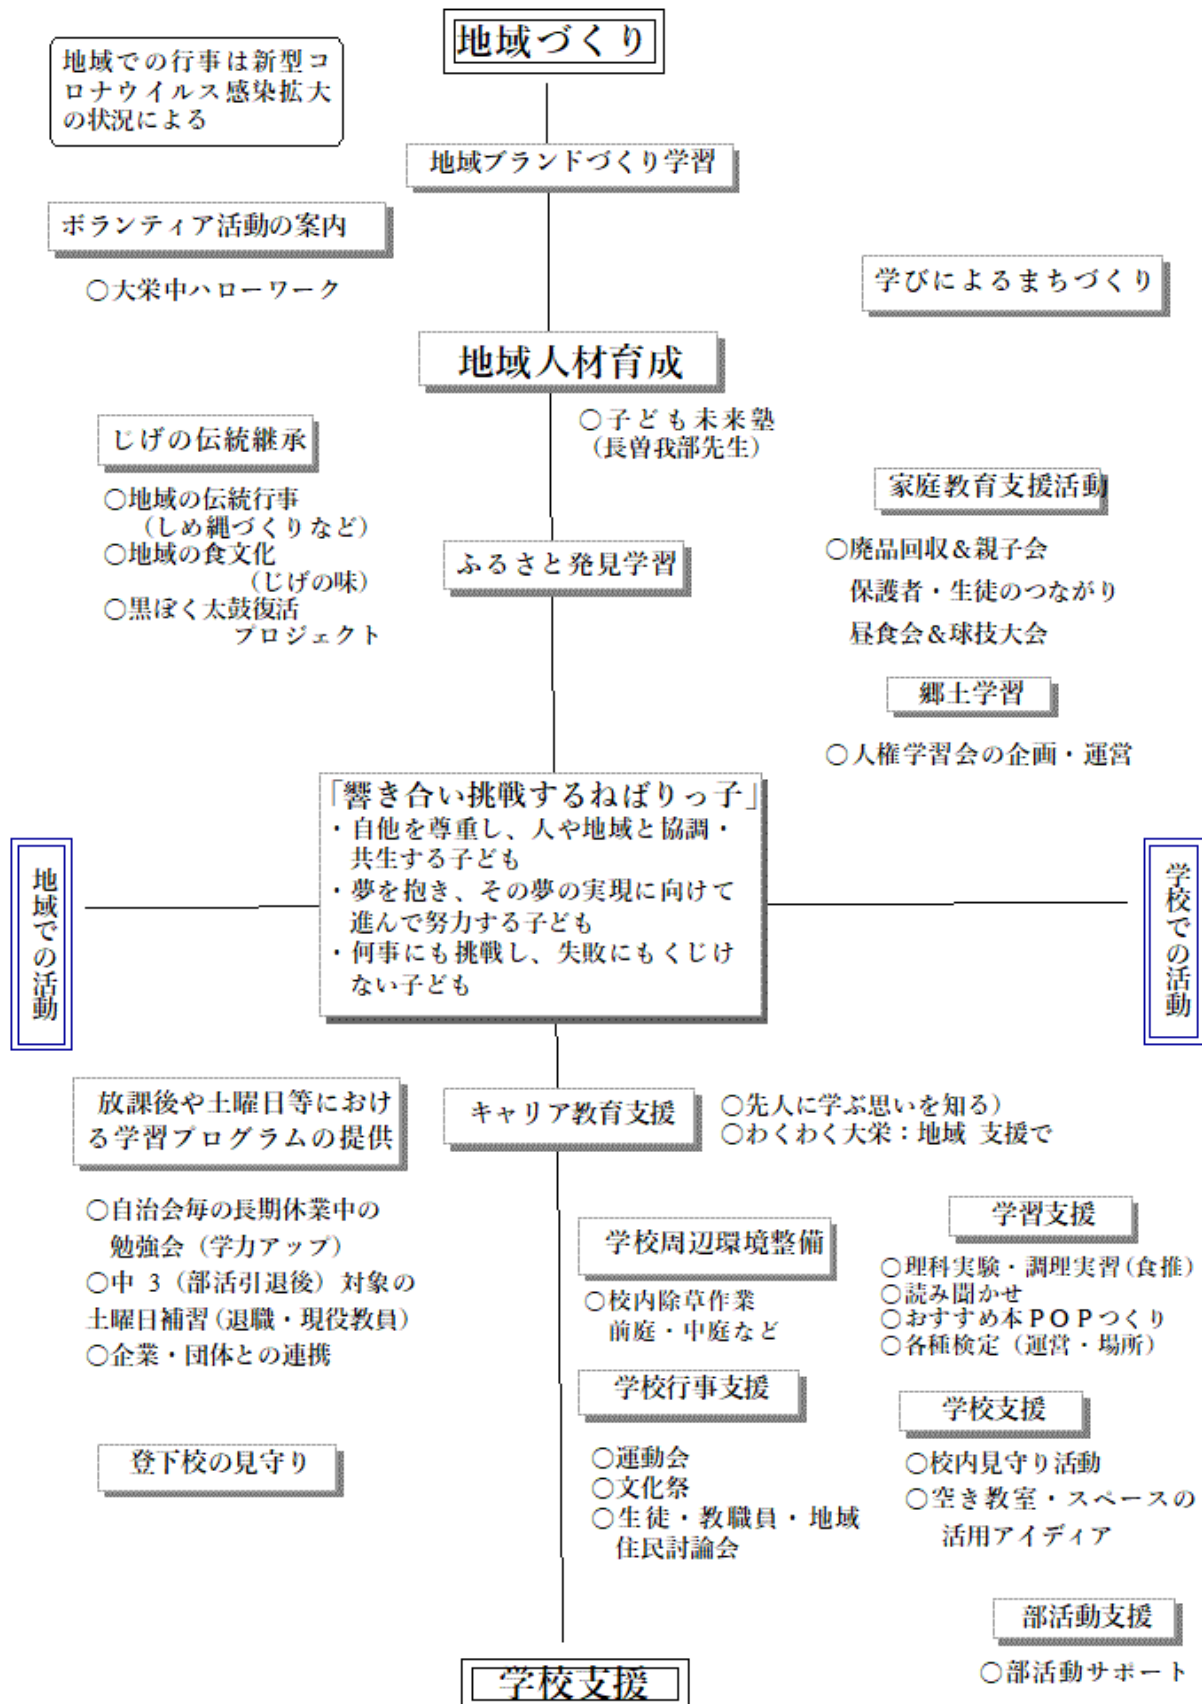 地域づくり
地域での行事は新型コ
ロナウイルス感染拡大
の状況による
地域ブランドづくり学習
ボランティア活動の案内
○大栄中ハローワーク
学びによるまちづくり
地域人材育成
○子ども未来塾
（長曽我部先生）
じげの伝統継承
○地域の伝統行事
（しめ縄づくりなど）
○地域の食文化
（じげの味）
○黒ぼく太鼓復活
プロジェクト
ふるさと発見学習
家庭教育支援活動
○廃品回収＆親子会
保護者・生徒のつながり
昼食会＆球技大会
郷土学習
○人権学習会の企画・運営
「響き合い挑戦するねばりっ子」
・自他を尊重し、人や地域と協調・
共生する子ども
・夢を抱き、その夢の実現に向けて
進んで努力する子ども
・何事にも挑戦し、失敗にもくじけ
ない子ども
地域での活動
学校での活動
放課後や土曜日等におけ
る学習プログラムの提供
○自治会毎の長期休業中の
勉強会（学力アップ）
○中 3（部活引退後）対象の
土曜日補習(退職・現役教員)
○企業・団体との連携
登下校の見守り
キャリア教育支援
○先人に学ぶ思いを知る）
○わくわく大栄：地域 支援で
学校周辺環境整備
○校内除草作業
前庭・中庭など
学校行事支援
○運動会
○文化祭
○生徒・教職員・地域
住民討論会
学習支援
○理科実験・調理実習(食推)
○読み聞かせ
○おすすめ本ＰＯＰつくり
○各種検定（運営・場所）
学校支援
○校内見守り活動
○空き教室・スペースの
活用アイディア
部活動支援
○部活動サポート
学校支援